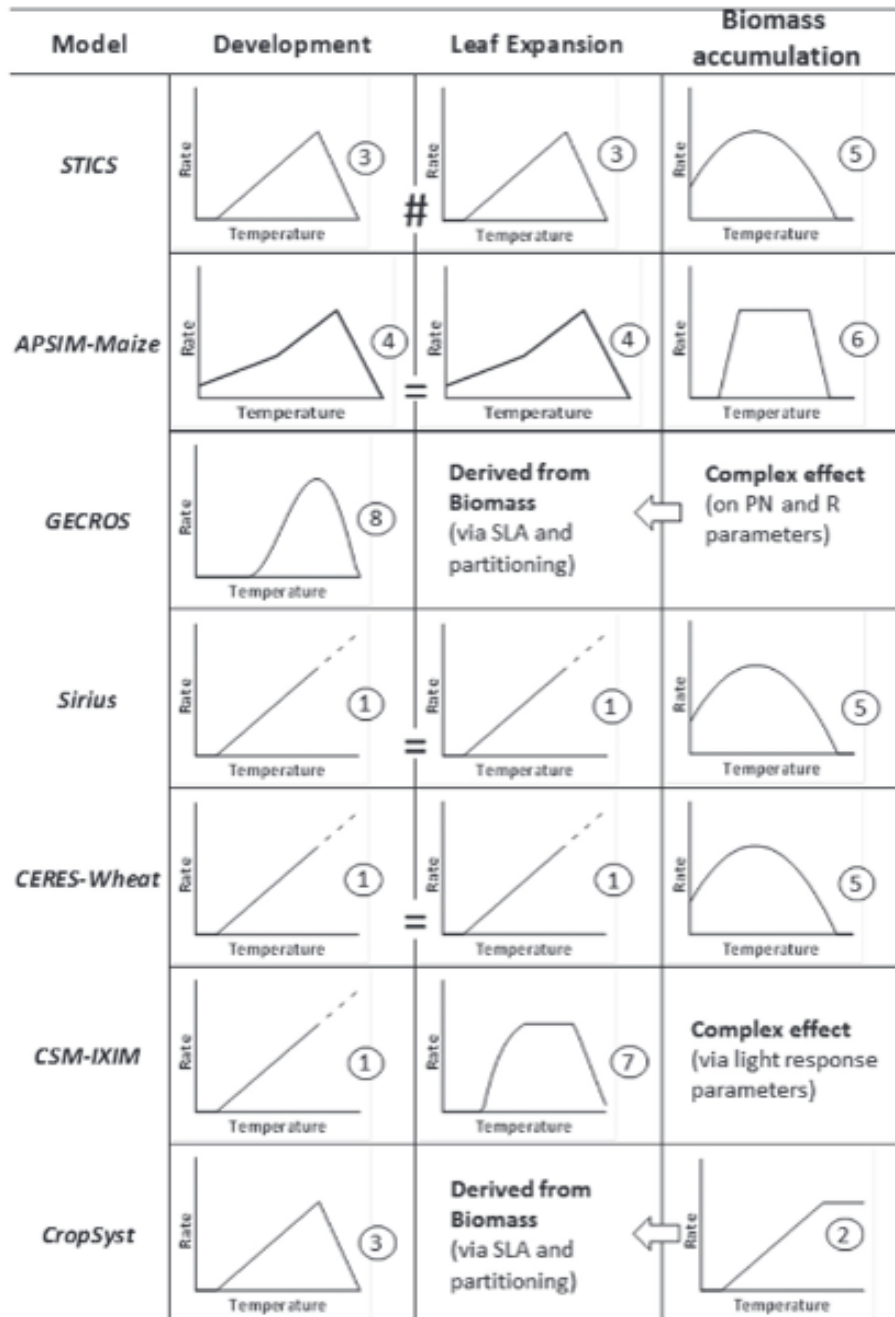 Model Development Leaf Expansion Biomass accumulation
STICS
Rate
Temperature
3
#
Rate
Temperature
3
Rate
Temperature
5
APSIM-Maize
Rate
Temperature
4
=
Rate
Temperature
4
Rate
Temperature
6
GECROS
Rate
Temperature
8
Derived from
Biomass
(via SLA and
partitioning)
Complex effect
(on PN and R
parameters)
Sirius
Rate
Temperature
1
=
Rate
Temperature
1
Rate
Temperature
5
CERES-Wheat
Rate
Temperature
1
=
Rate
Temperature
1
Rate
Temperature
5
CSM-IXIM
Rate
Temperature
1
Rate
Temperature
7
Complex effect
(via light response
parameters)
CropSyst
Rate
Temperature
3
Derived from
Biomass
(via SLA and
partitioning)
Rate
Temperature
2